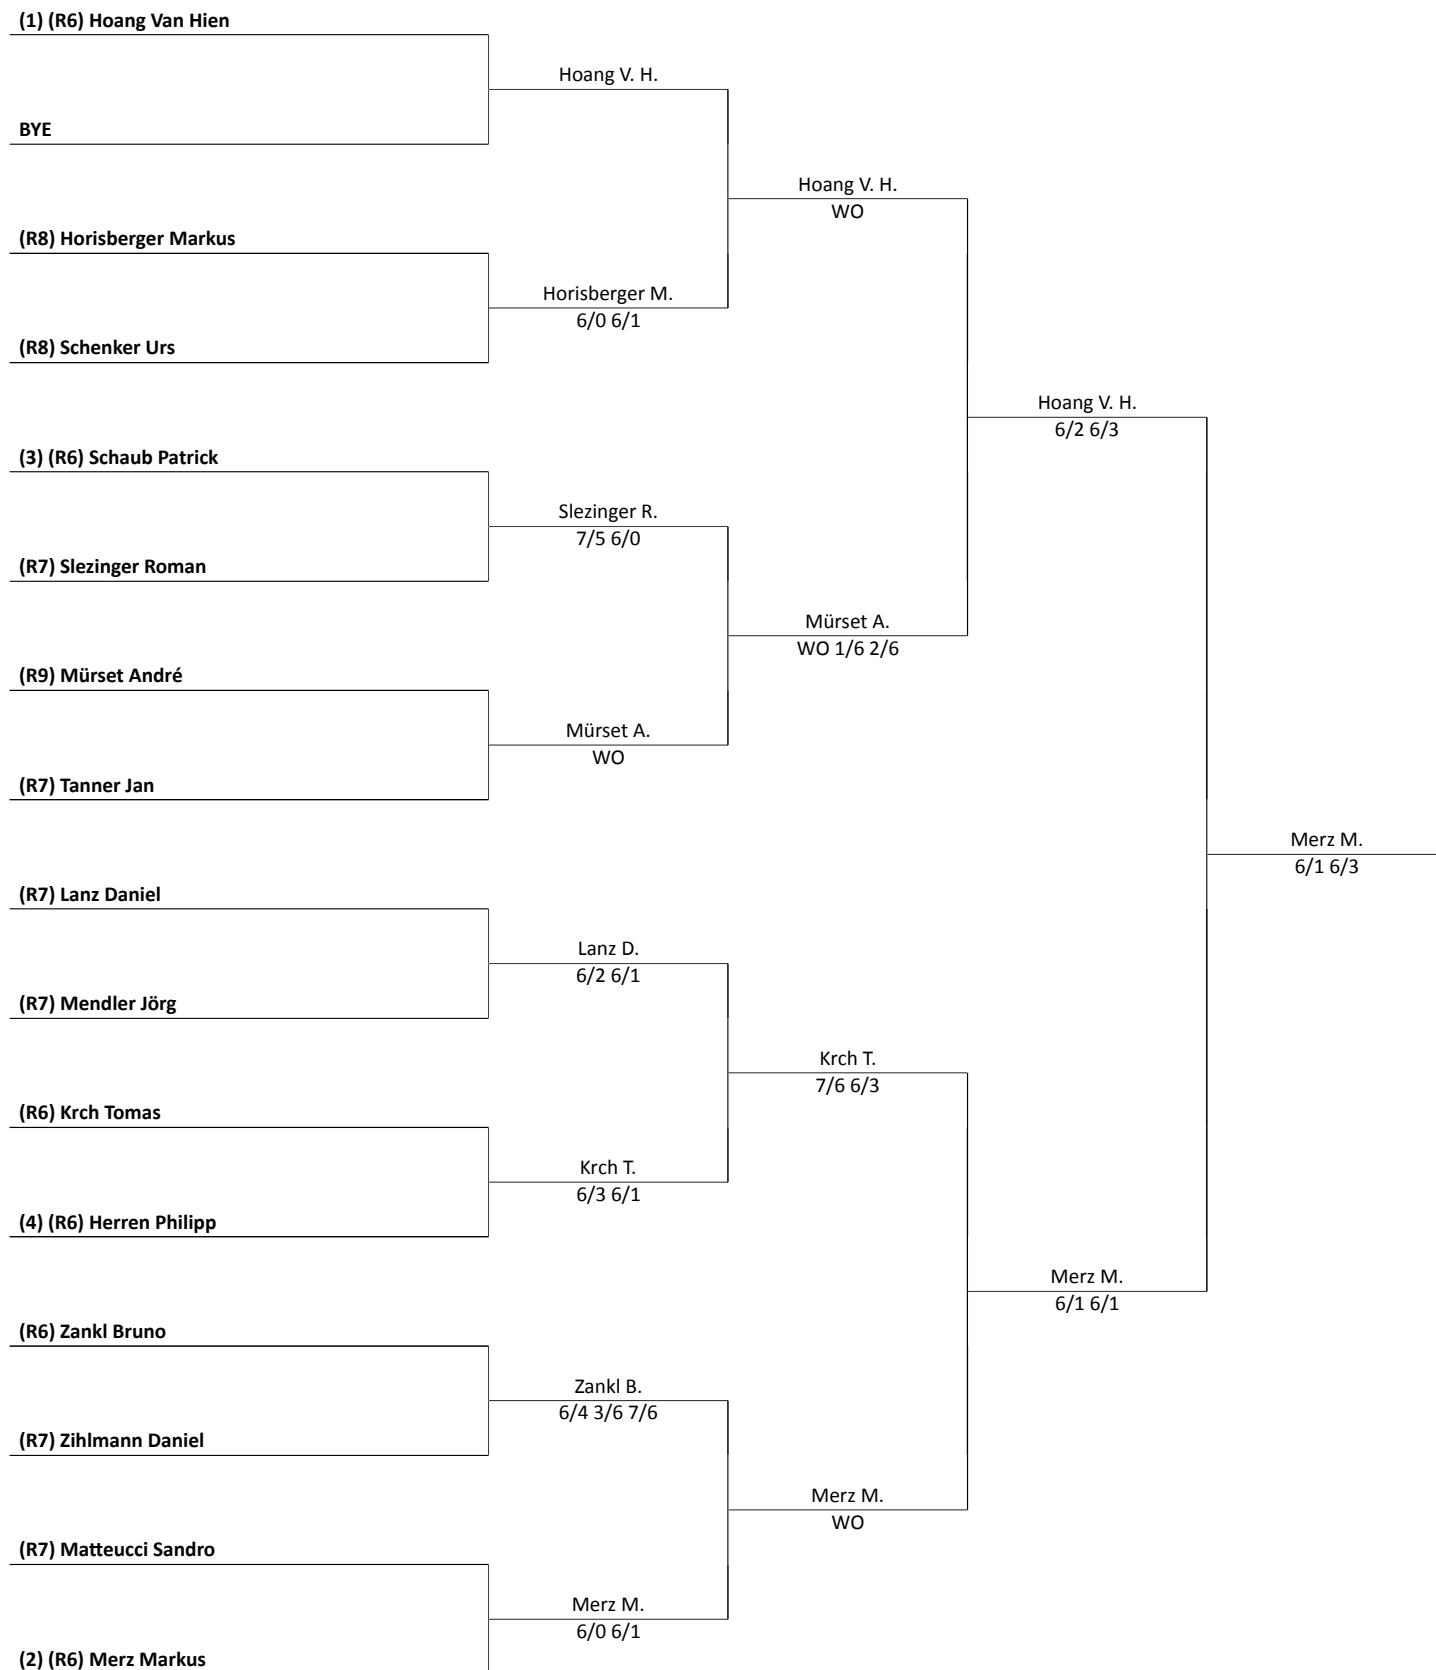 (1) (R6) Hoang Van Hien
Hoang V. H.
BYE
Hoang V. H.
WO
(R8) Horisberger Markus
Horisberger M.
6/0 6/1
(R8) Schenker Urs
Hoang V. H.
6/2 6/3
(3) (R6) Schaub Patrick
Slezinger R.
7/5 6/0
(R7) Slezinger Roman
Mürset A.
WO 1/6 2/6
(R9) Mürset André
Mürset A.
WO
(R7) Tanner Jan
Merz M.
6/1 6/3
(R7) Lanz Daniel
Lanz D.
6/2 6/1
(R7) Mendler Jörg
Krch T.
7/6 6/3
(R6) Krch Tomas
Krch T.
6/3 6/1
(4) (R6) Herren Philipp
Merz M.
6/1 6/1
(R6) Zankl Bruno
Zankl B.
6/4 3/6 7/6
(R7) Zihlmann Daniel
Merz M.
WO
(R7) Matteucci Sandro
Merz M.
6/0 6/1
(2) (R6) Merz Markus